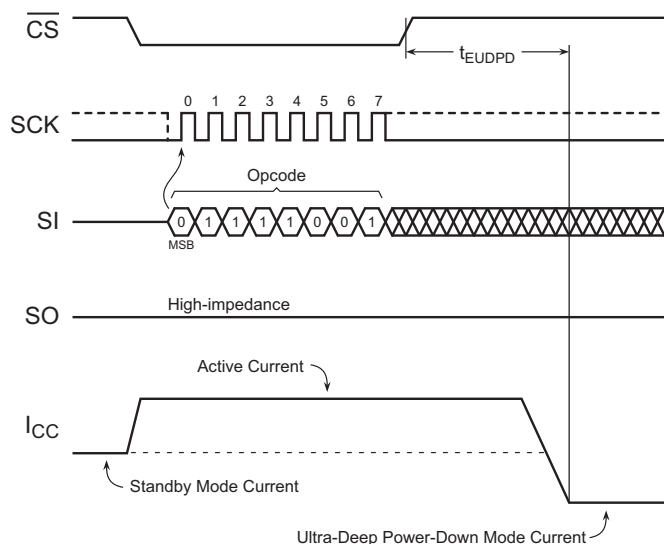 CS
tEUDPD
0 1 2 3 4 5 6 7
SCK
Opcode
SI
0 1 1 1 1 0 0 1
MSB
High-impedance
SO
Active Current
ICC
Standby Mode Current
Ultra-Deep Power-Down Mode Current